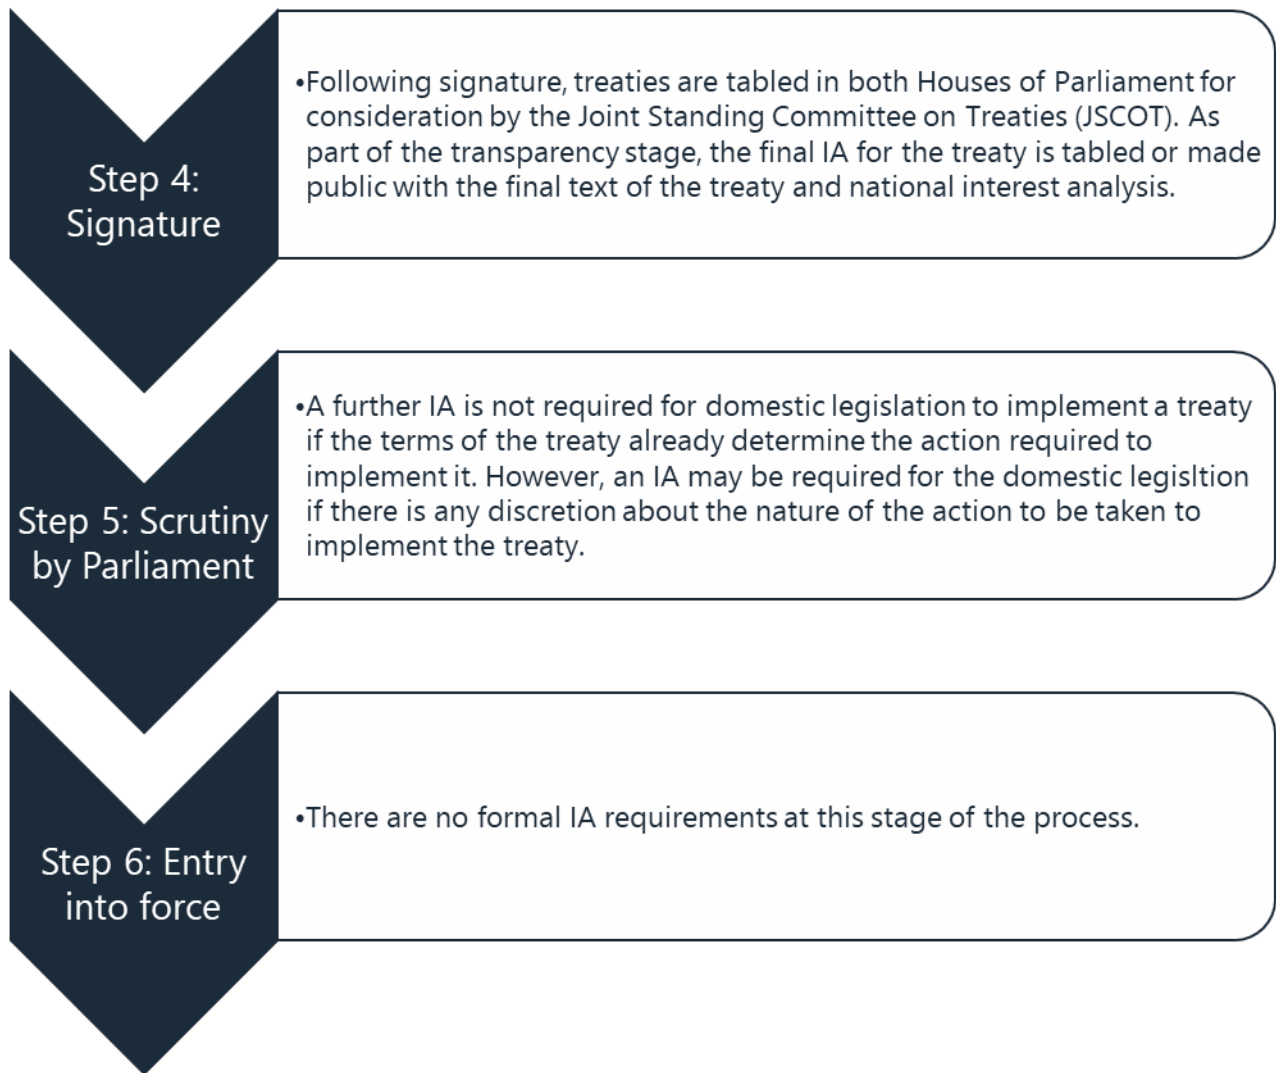 Step 4:
Signature
•Following signature, treaties are tabled in both Houses of Parliament for
consideration by the Joint Standing Committee on Treaties (JSCOT). As
part of the transparency stage, the final IA for the treaty is tabled or made
public with the final text of the treaty and national interest analysis.
Step 5: Scrutiny
by Parliament
•A further IA is not required for domestic legislation to implement a treaty
if the terms of the treaty already determine the action required to
implement it. However, an IA may be required for the domestic legisltion
if there is any discretion about the nature of the action to be taken to
implement the treaty.
Step 6: Entry
into force
•There are no formal IA requirements at this stage of the process.